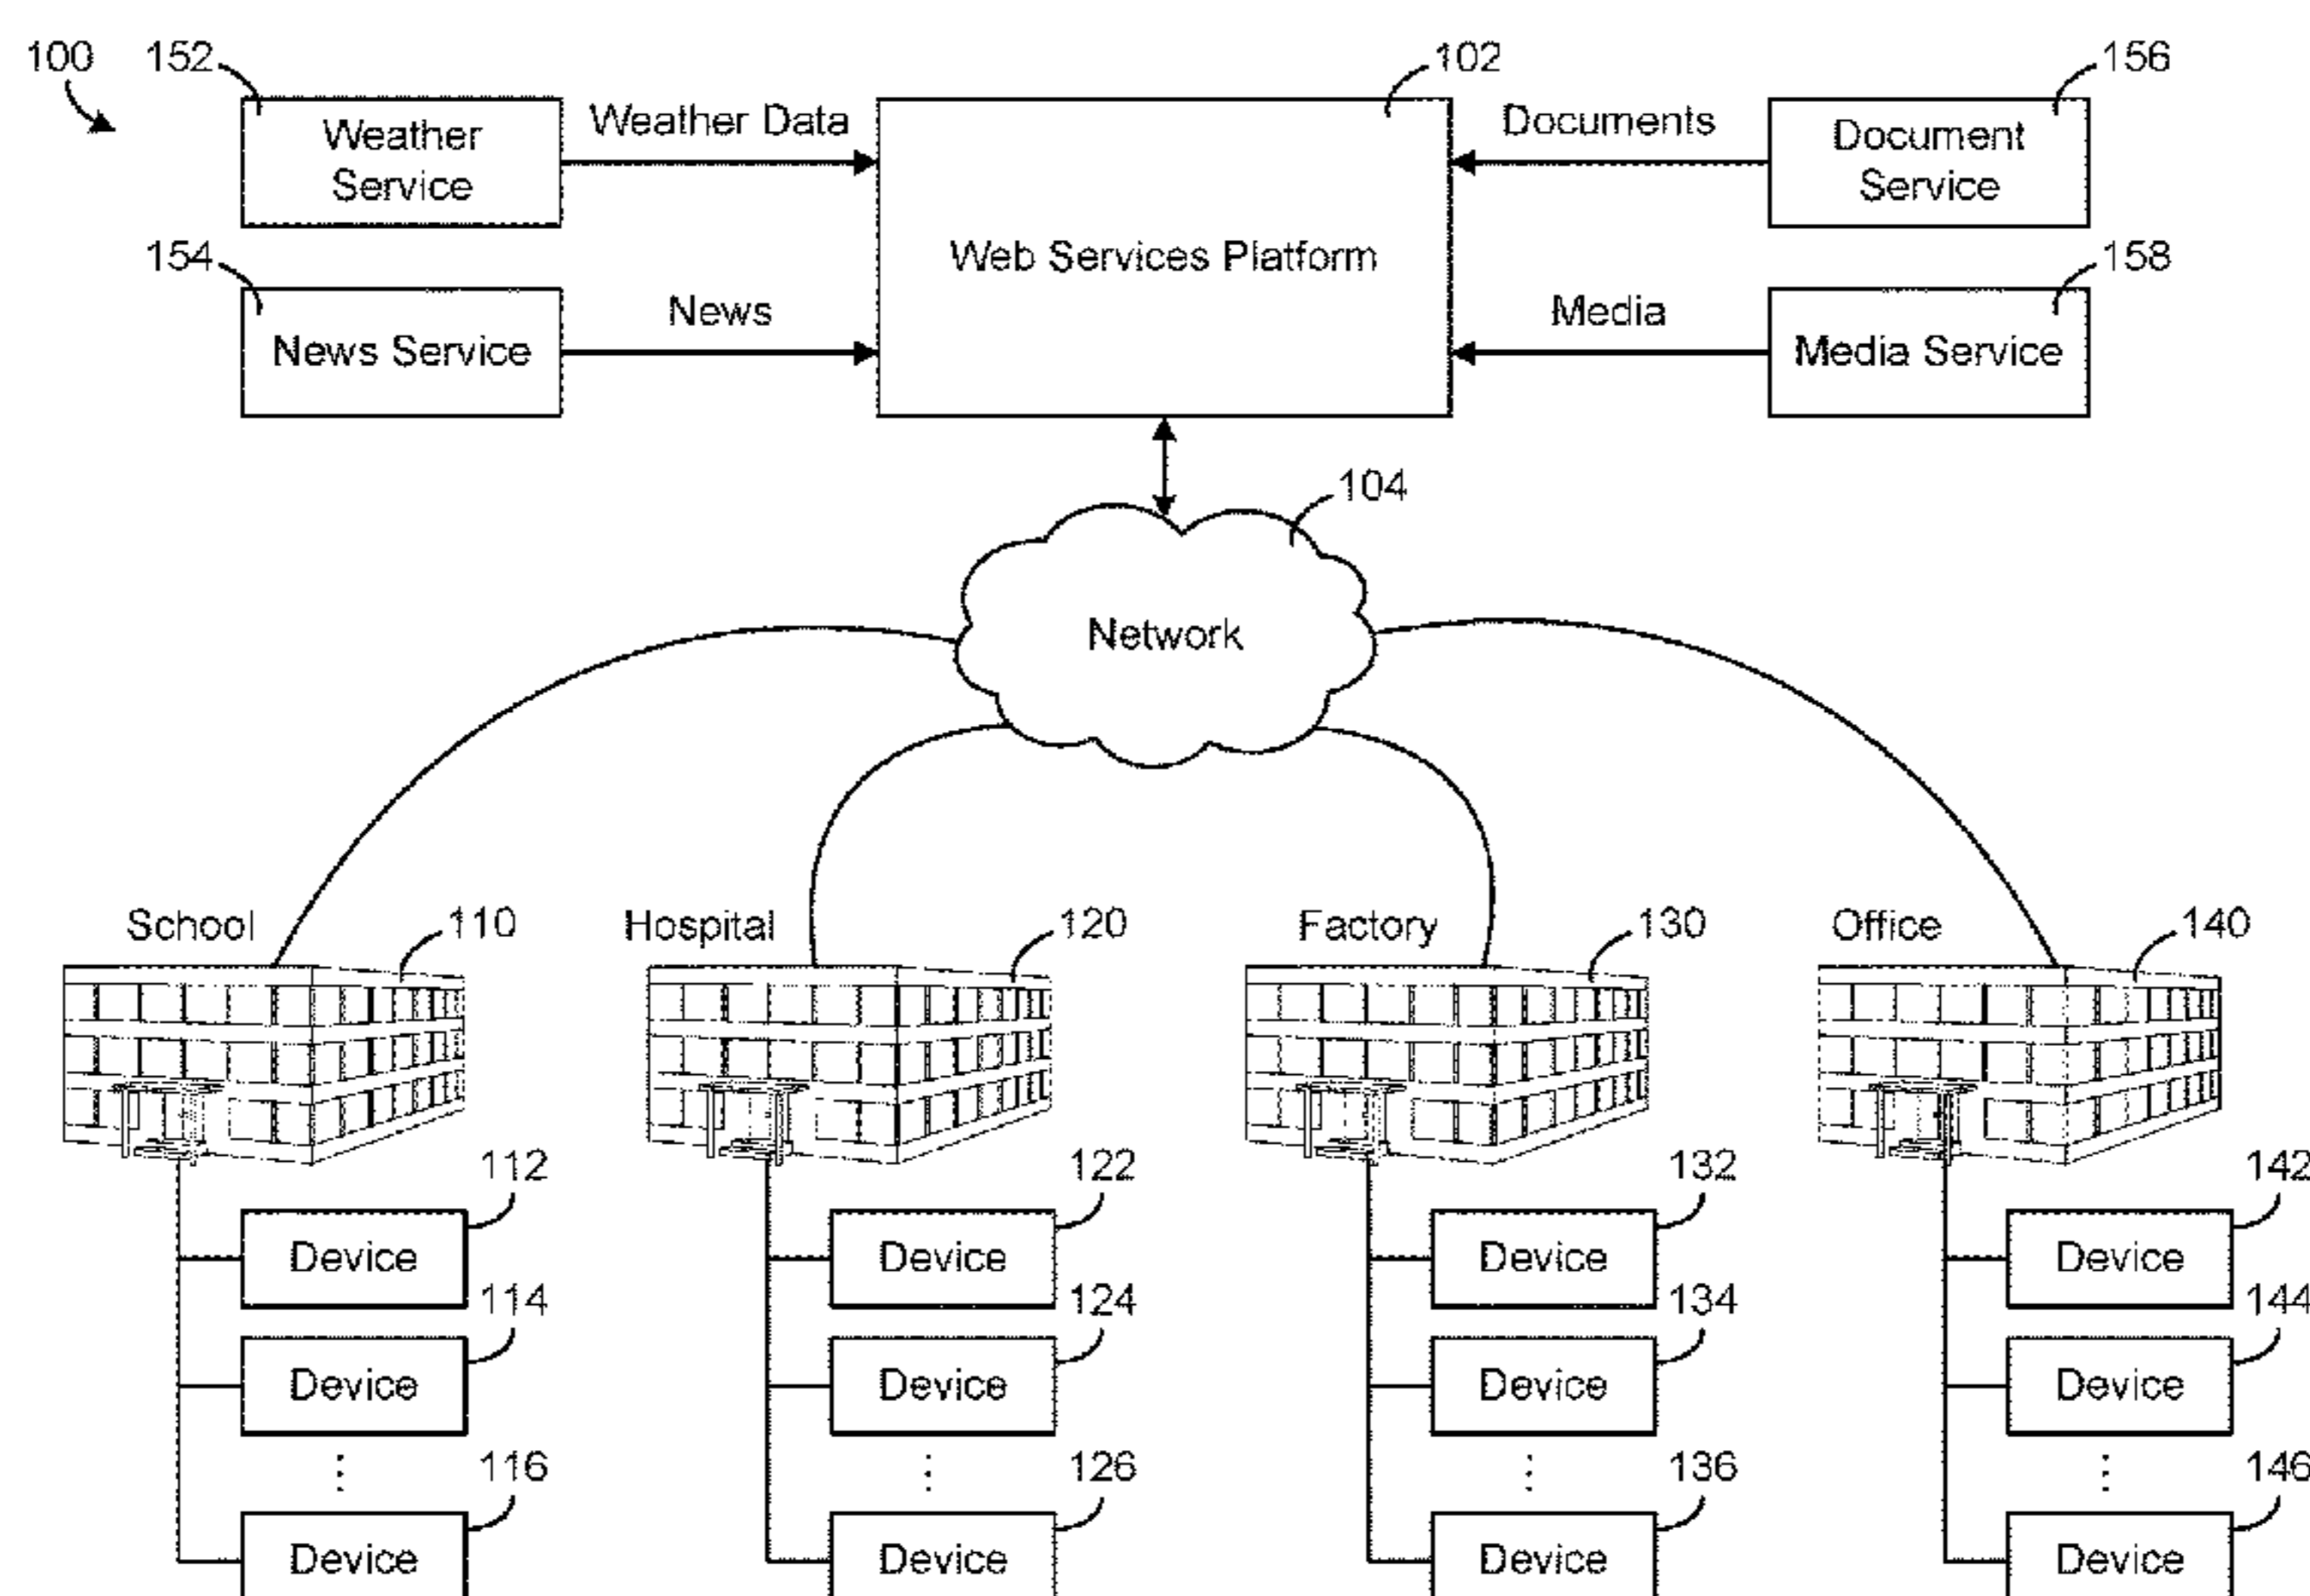 100
152
102
156
Weather Data
Documents
Weather
Service
Document
Service
Web Services Platform
154
158
News
Media
News Service
Media Service
104
Network
School
110
Hospital
120
Factory
130
Office
140
112
122
132
142
Device
Device
Device
Device
114
124
134
144
Device
Device
Device
Device
116
126
136
146
Device
Device
Device
Device